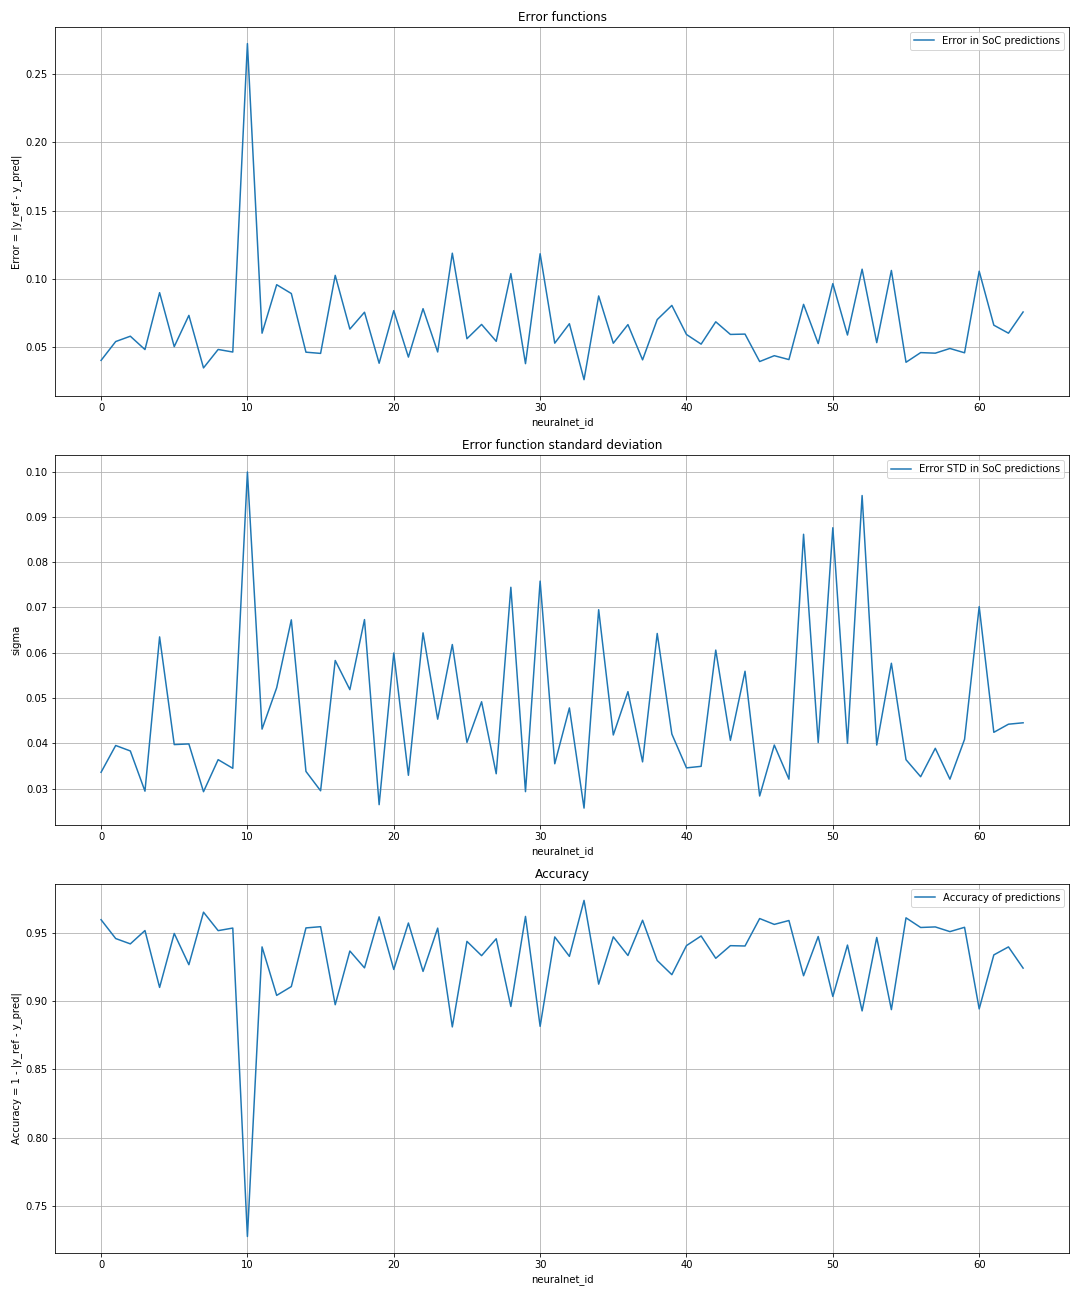 Error functions
Error in SoC predictions
0.25
0.20
0.15
0.10
0.05
Error = |y_ref - y_pred|
0 10 20 30 40 50 60
neuralnet_id
Error function standard deviation
Error STD in SoC predictions
0.10
0.09
0.08
0.07
0.06
0.05
0.04
0.03
sigma
0 10 20 30 40 50 60
neuralnet_id
Accuracy
Accuracy of predictions
0.95
0.90
0.85
0.80
0.75
Accuracy = 1 - |y_ref - y_pred|
0 10 20 30 40 50 60
neuralnet_id